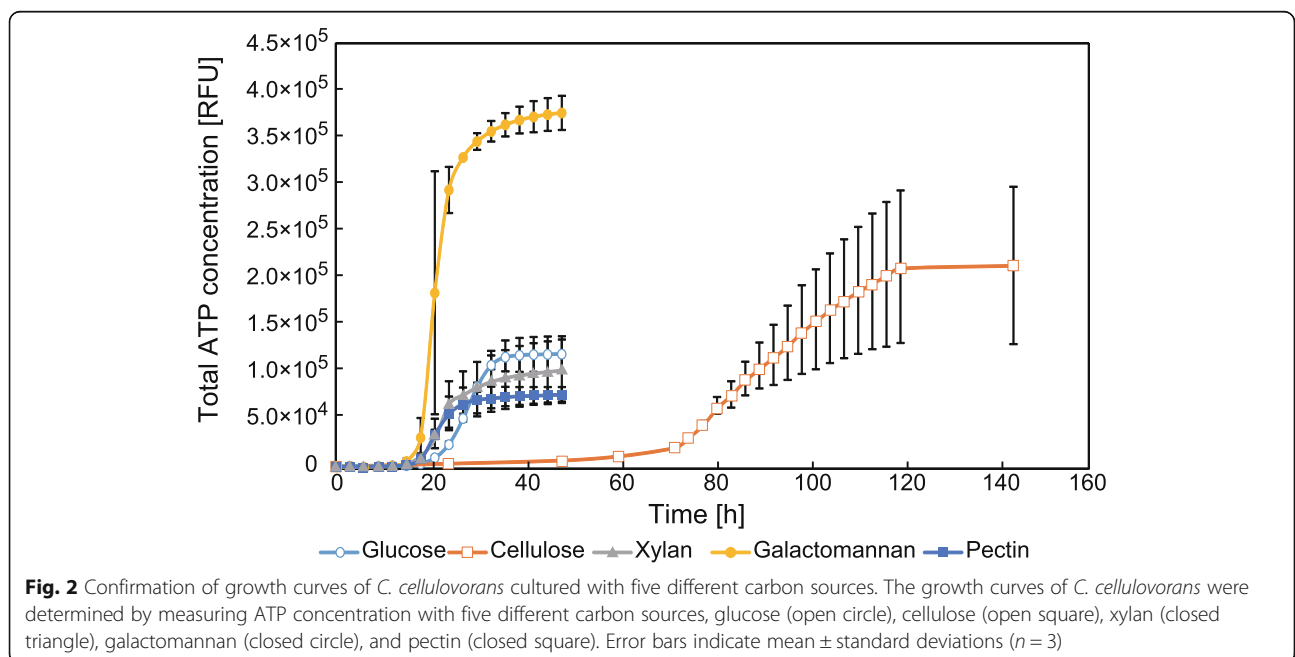 4.5×10⁵
4.0×10⁵
3.5×10⁵
3.0×10⁵
2.5×10⁵
2.0×10⁵
1.5×10⁵
1.0×10⁵
5.0×10⁴
0
Total ATP concentration [RFU]
0 20 40 60 80 100 120 140 160
Time [h]
Glucose Cellulose Xylan Galactomannan Pectin
Fig. 2 Confirmation of growth curves of C. cellulovorans cultured with five different carbon sources. The growth curves of C. cellulovorans were
determined by measuring ATP concentration with five different carbon sources, glucose (open circle), cellulose (open square), xylan (closed
triangle), galactomannan (closed circle), and pectin (closed square). Error bars indicate mean ± standard deviations (n = 3)